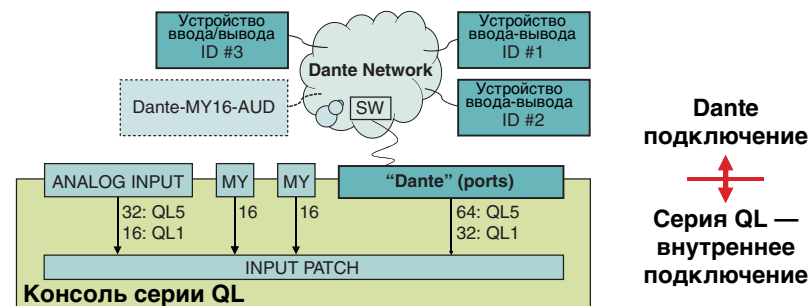 Устройство
ввода/вывода
ID #3
Устройство
ввода-вывода
ID #1
Dante Network
Dante-MY16-AUD
SW
Устройство
ввода-вывода
ID #2
Dante
подключение
ANALOG INPUT
MY
MY
“Dante” (ports)
32: QL5
16: QL1
16
16
64: QL5
32: QL1
INPUT PATCH
Консоль серии QL
Серия QL —
внутреннее
подключение